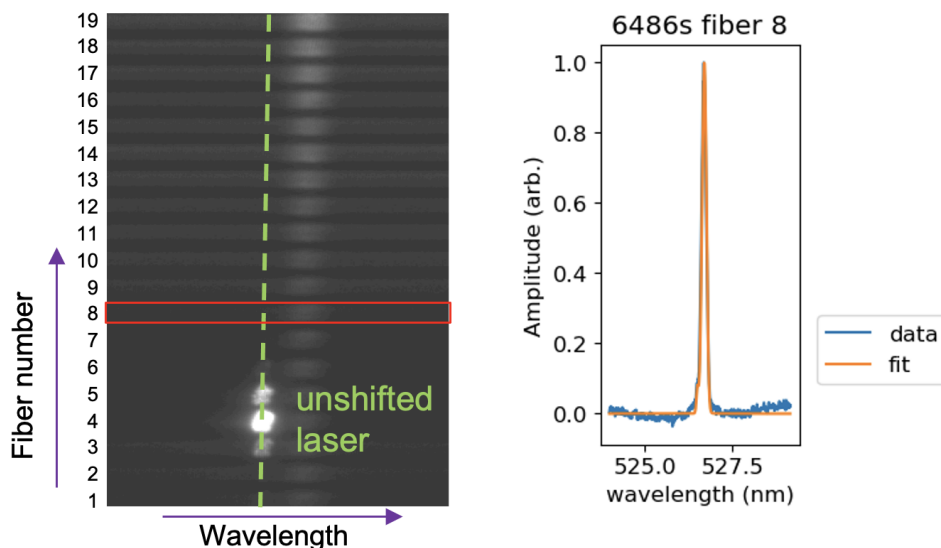 19
18
17
16
15
14
13
12
11
10
9
8
7
6
5
4
3
2
1
Fiber number
Wavelength
unshifted
laser
6486s fiber 8
1.0
0.8
0.6
0.4
0.2
0.0
Amplitude (arb.)
525.0 527.5
wavelength (nm)
data
fit